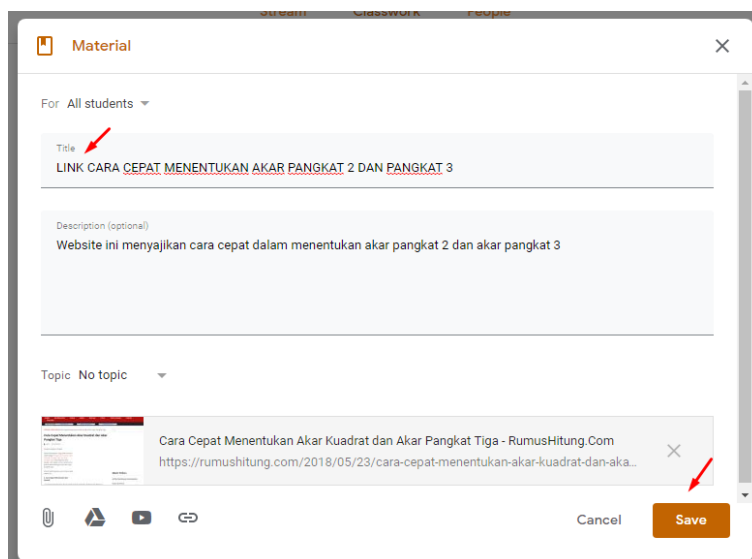 Stream Classwork People
Material
For All students
Title
LINK CARA CEPAT MENENTUKAN AKAR PANGKAT 2 DAN PANGKAT 3
Description (optional)
Website ini menyajikan cara cepat dalam menentukan akar pangkat 2 dan akar pangkat 3
Topic No topic
Cara Cepat Menentukan Akar Kuadrat dan Akar Pangkat Tiga - RumusHitung.Com
https://rumushitung.com/2018/05/23/cara-cepat-menentukan-akar-kuadrat-dan-aka...
Cancel Save